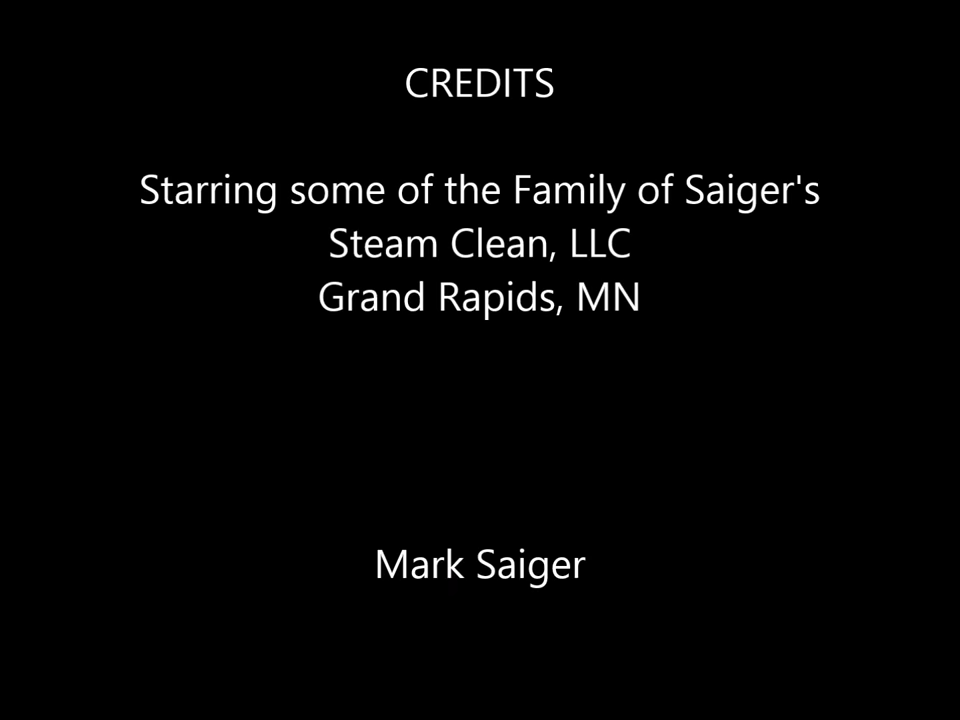 CREDITS
Starring some of the Family of Saiger's
Steam Clean, LLC
Grand Rapids, MN
Mark Saiger